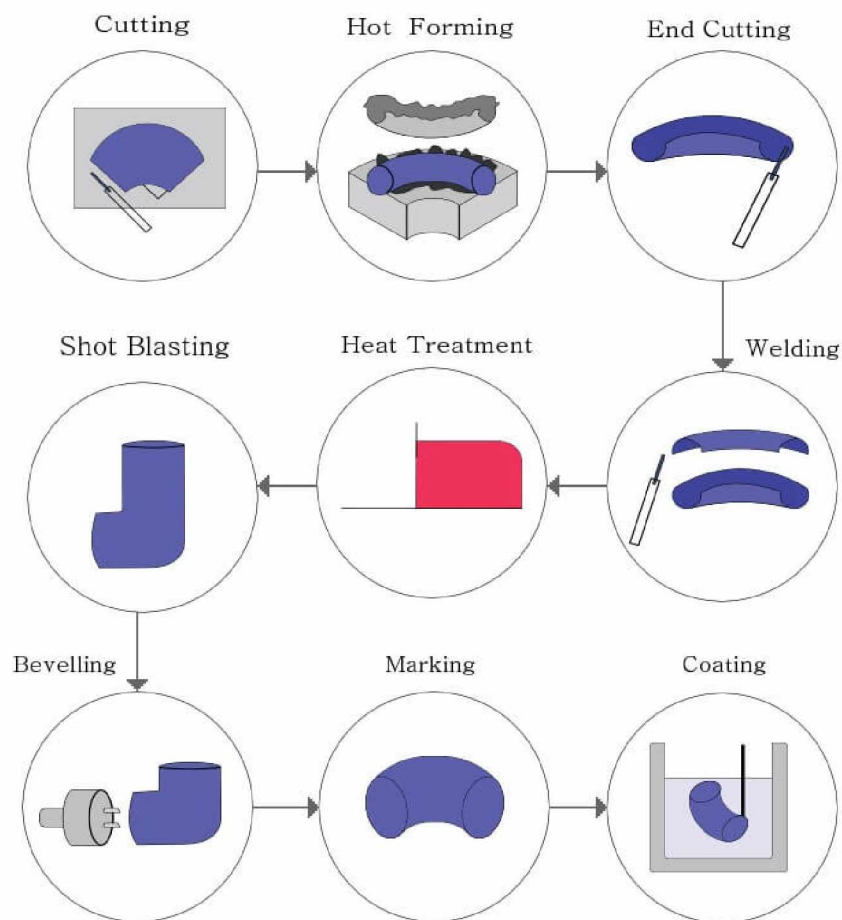 Cutting
Hot Forming
End Cutting
Shot Blasting
Heat Treatment
Welding
Bevelling
Marking
Coating